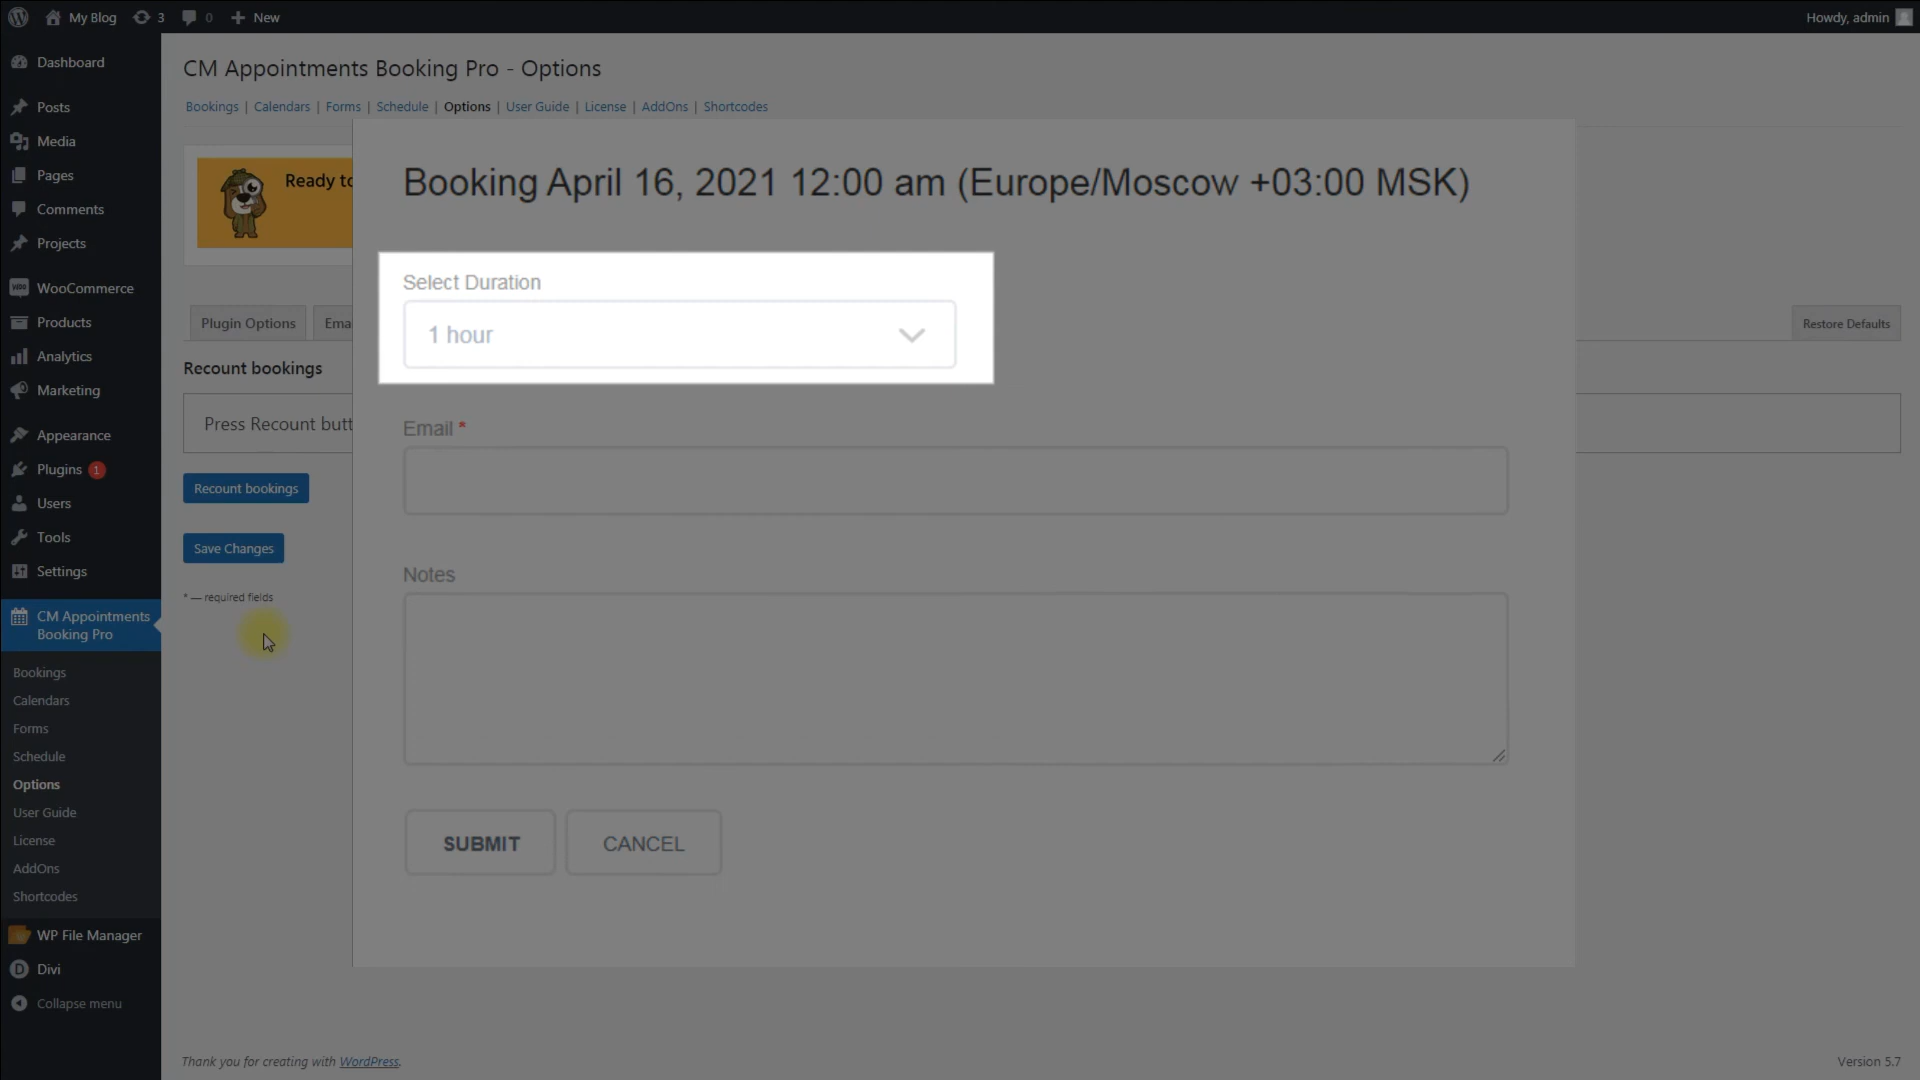 My Blog 3 0 New
Howdy, admin
Dashboard
Posts
Media
Pages
Comments
Projects
WooCommerce
Products
Analytics
Marketing
Appearance
Plugins 1
Users
Tools
Settings
CM Appointments
Booking Pro
Bookings
Calendars
Forms
Schedule
Options
User Guide
License
AddOns
Shortcodes
WP File Manager
Divi
Collapse menu
CM Appointments Booking Pro - Options
Bookings | Calendars | Forms | Schedule | Options | User Guide | License | AddOns | Shortcodes
Ready to
Plugin Options
Restore Defaults
Recount bookings
Press Recount
Recount bookings
Save Changes
* — required fields
Booking April 16, 2021 12:00 am (Europe/Moscow +03:00 MSK)
Select Duration
1 hour
Email *
Notes
SUBMIT CANCEL
Thank you for creating with WordPress.
Version 5.7